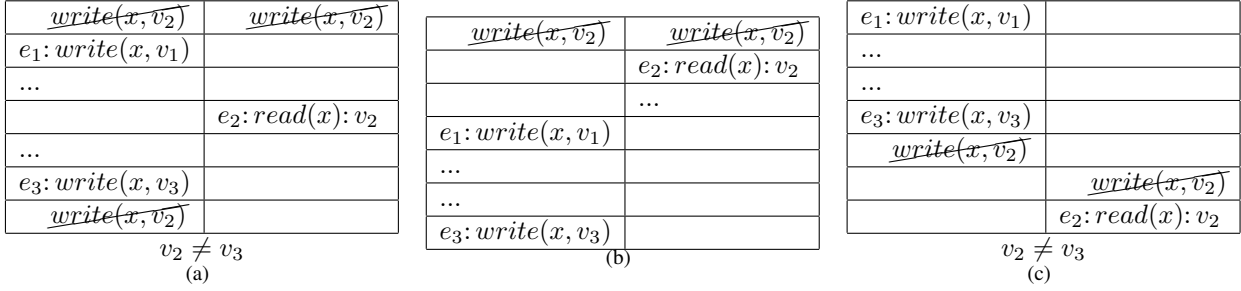 write(x, v₂) write(x, v₂)
e₁: write(x, v₁)
...
e₂: read(x): v₂
...
e₃: write(x, v₃)
write(x, v₂)
v₂ ≠ v₃
(a)
write(x, v₂) write(x, v₂)
e₂: read(x): v₂
...
e₁: write(x, v₁)
...
...
e₃: write(x, v₃)
(b)
e₁: write(x, v₁)
...
...
e₃: write(x, v₃)
write(x, v₂)
write(x, v₂)
e₂: read(x): v₂
v₂ ≠ v₃
(c)